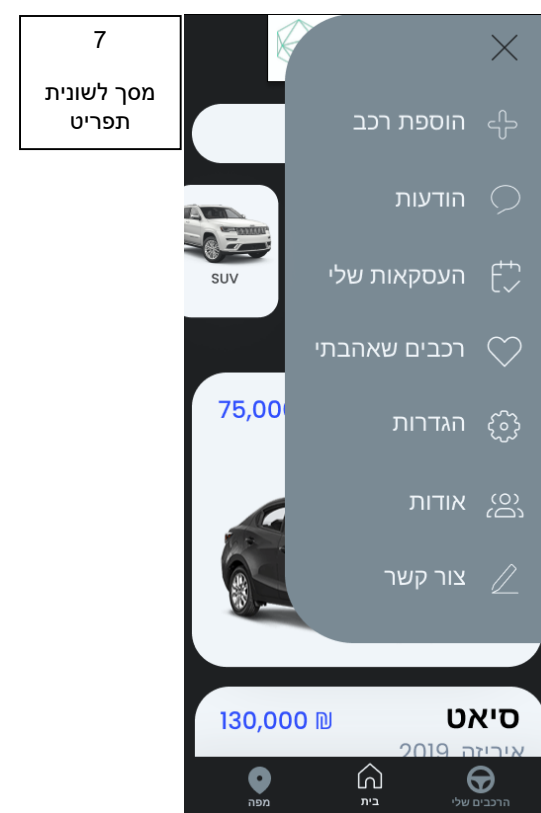 7
מסך לשונית
תפריט
הוספת רכב
הודעות
העסקאות שלי
רכבים שאהבתי
הגדרות
אודות
צור קשר
SUV
75,000
סיאט
130,000 ₪
איביזה, 2019
הרכבים שלי
בית
מפה